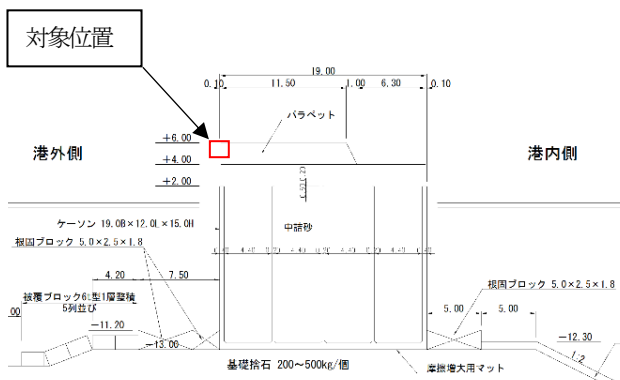 対象位置
19.00
0.10 11.50 1.00 6.30 0.10
パラペット
+6.00
港外側
港内側
+4.00
+2.00
ケーソン 19.0B×12.0L×15.0H
中詰砂
根固ブロック 5.0×2.5×1.8
4.20 7.50
根固ブロック 5.0×2.5×1.8
被覆ブロック6t型1層整積
5列並び
5.00 5.00
-11.20
-13.00
-12.30
1:2
基礎捨石 200〜500kg/個
摩擦増大用マット